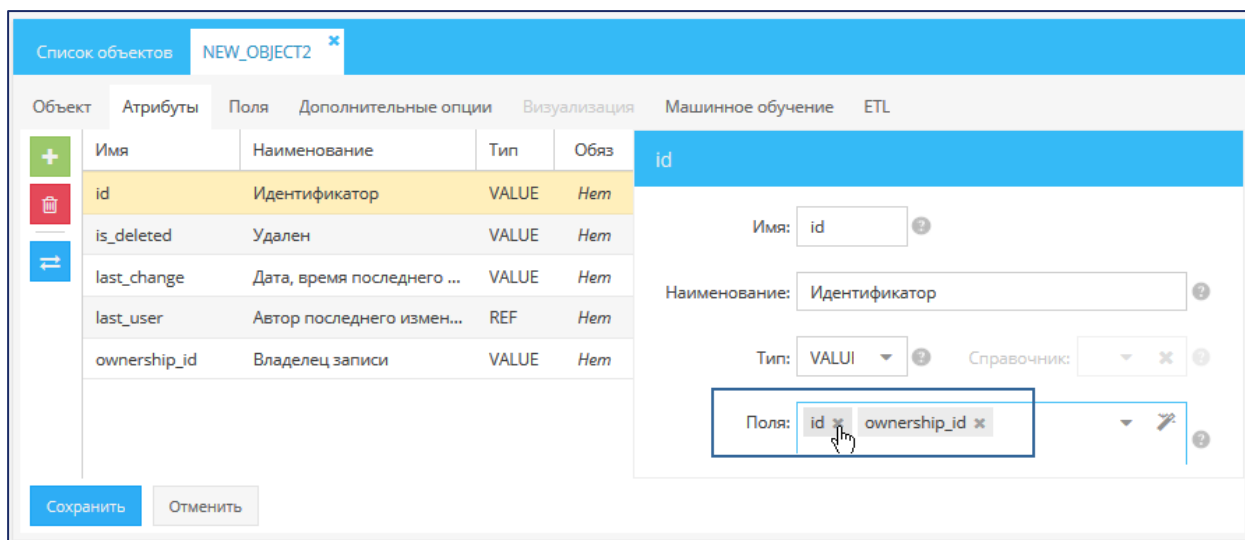 Список объектов NEW_OBJECT2
Объект Атрибуты Поля Дополнительные опции Визуализация Машинное обучение ETL
Имя Наименование Тип Обяз
id Идентификатор VALUE Нет
is_deleted Удален VALUE Нет
last_change Дата, время последнего ... VALUE Нет
last_user Автор последнего измен... REF Нет
ownership_id Владелец записи VALUE Нет
id
Имя: id
Наименование: Идентификатор
Тип: VALUI Справочник:
Поля: id ownership_id
Сохранить Отменить